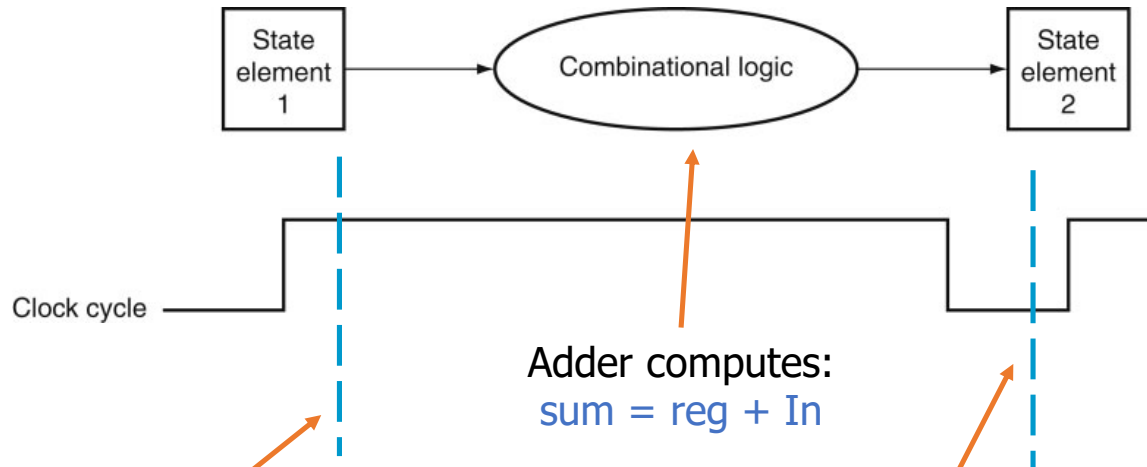 State
element
1
Combinational logic
State
element
2
Clock cycle
Adder computes:
sum = reg + In